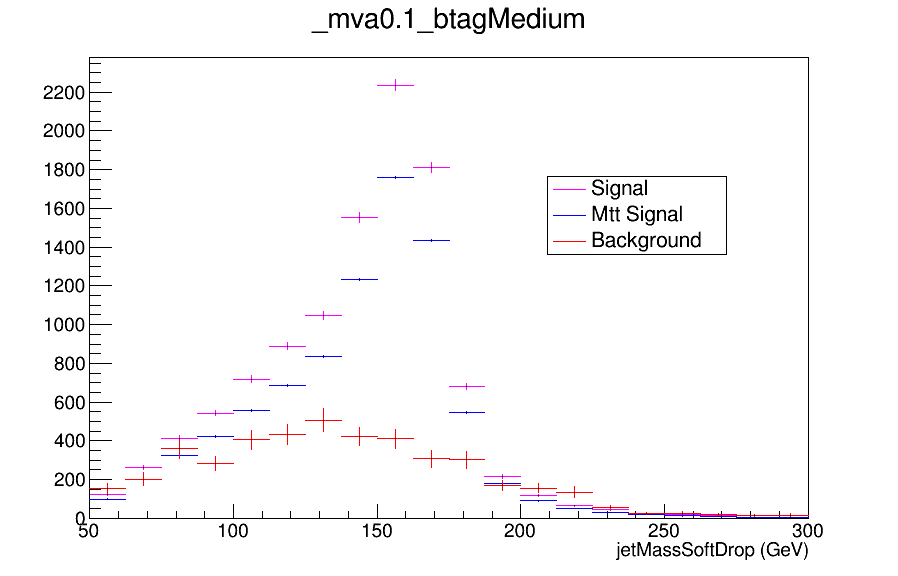 _mva0.1_btagMedium
2200
2000
1800
1600
1400
1200
1000
800
600
400
200
0
Signal
Mtt Signal
Background
50 100 150 200 250 300
jetMassSoftDrop (GeV)